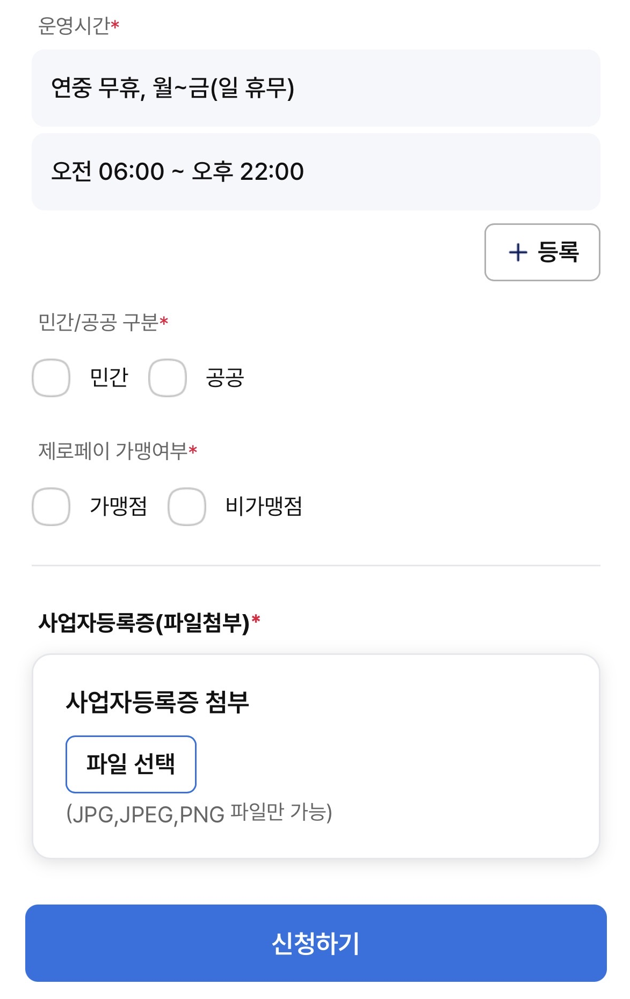 운영시간*
연중 무휴, 월~금(일 휴무)
오전 06:00 ~ 오후 22:00
+ 등록
민간/공공 구분*
민간 공공
제로페이 가맹여부*
가맹점 비가맹점
사업자등록증(파일첨부)*
사업자등록증 첨부
파일 선택
(JPG,JPEG,PNG 파일만 가능)
신청하기